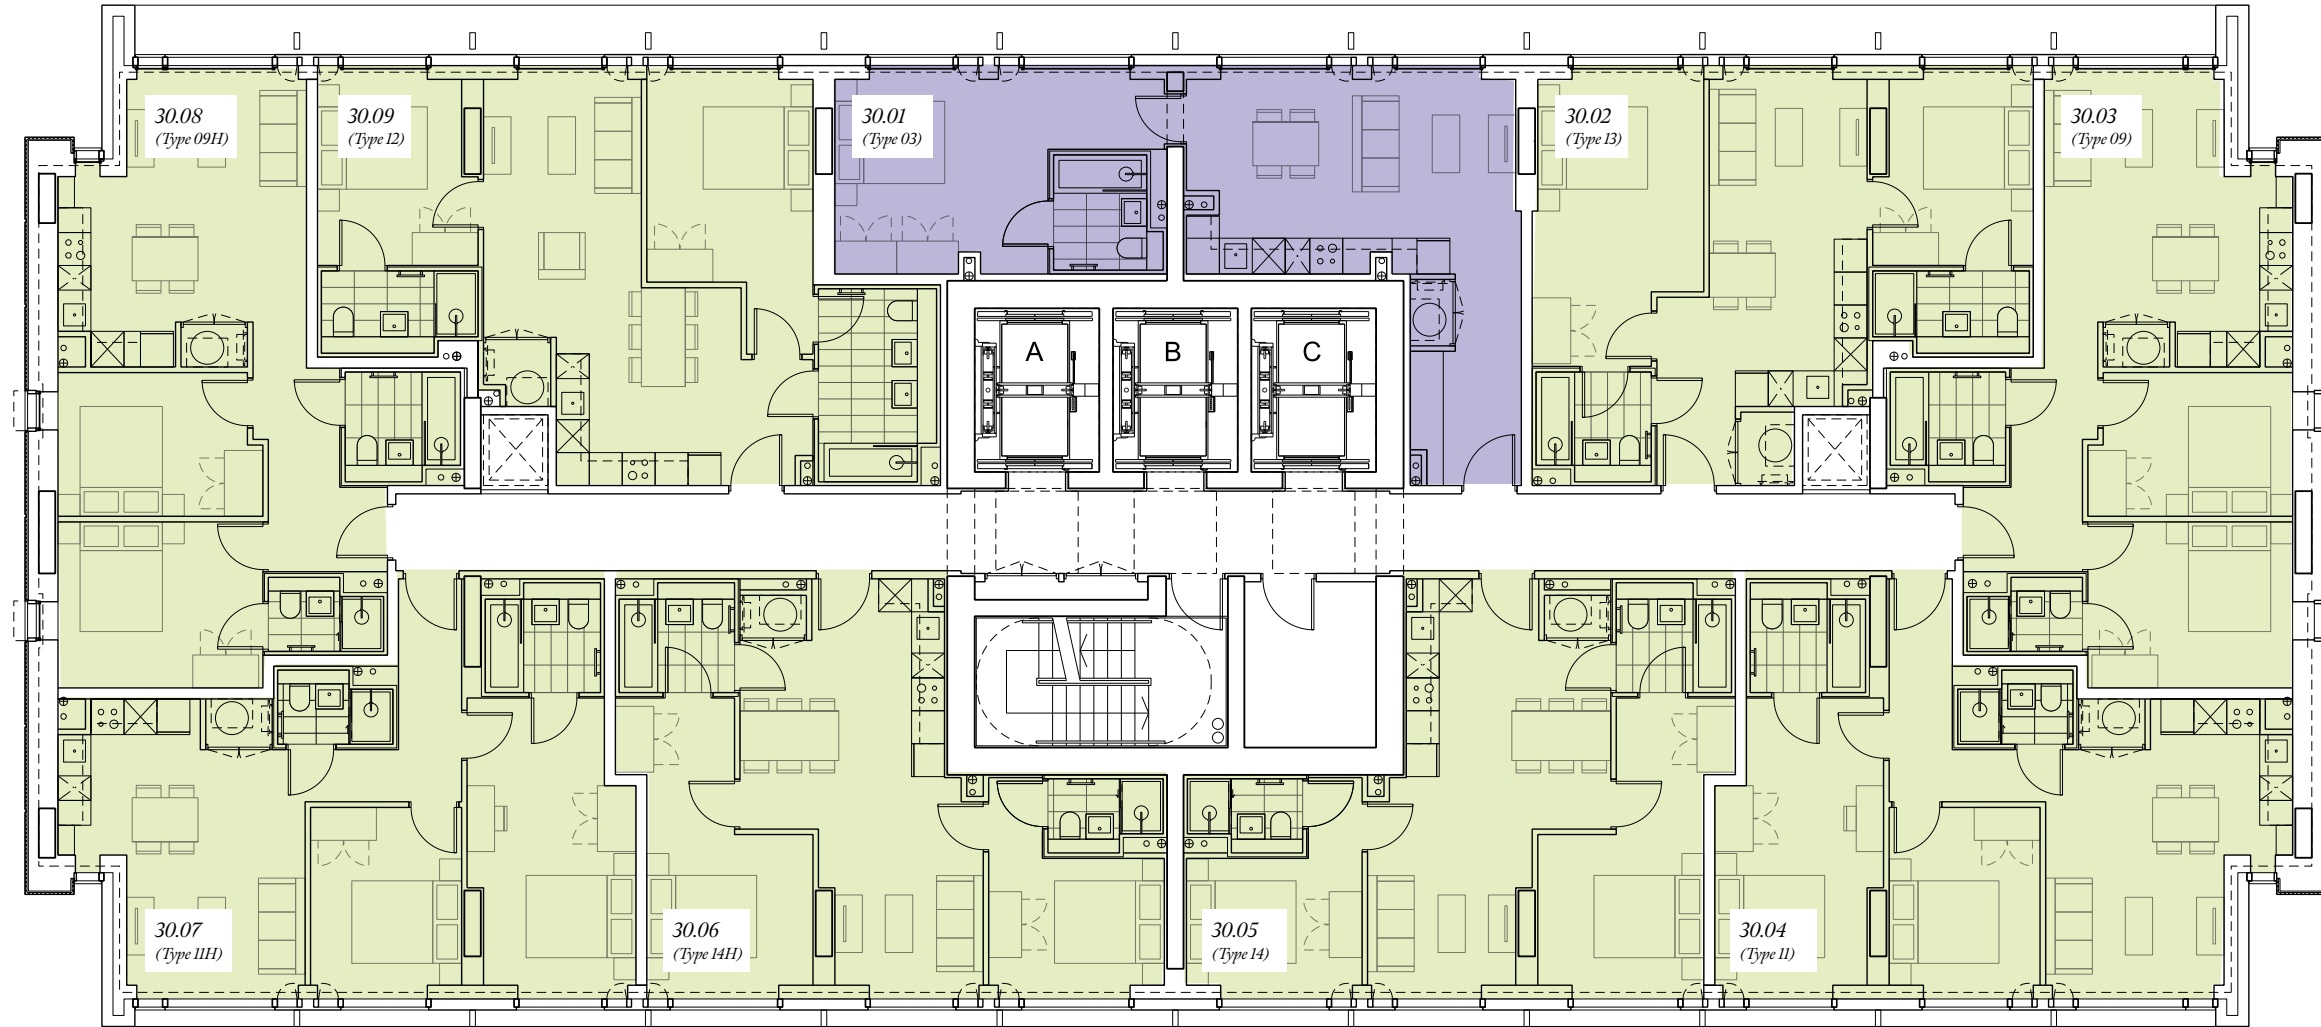 30.08
(Type 09H)
30.09
(Type 12)
30.01
(Type 03)
30.02
(Type 13)
30.03
(Type 09)
A
B
C
30.07
(Type 11H)
30.06
(Type 14H)
30.05
(Type 14)
30.04
(Type 11)